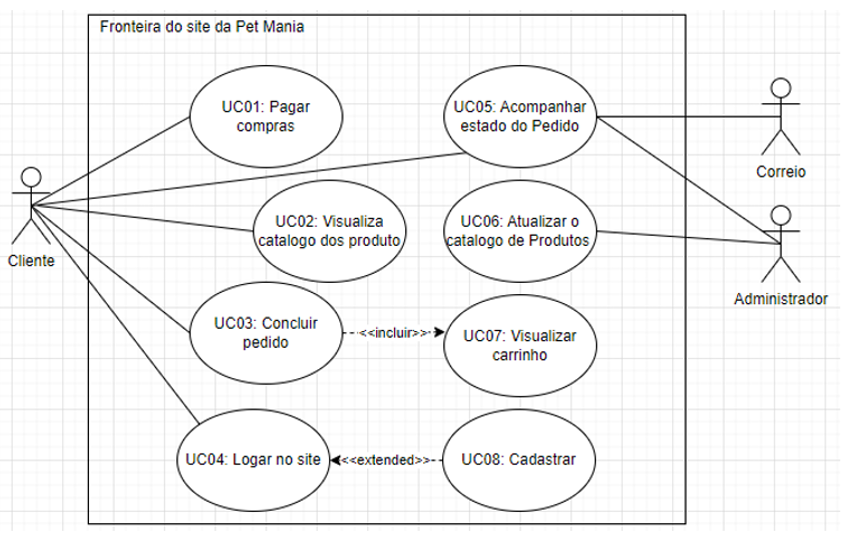 Fronteira do site da Pet Mania
UC01: Pagar
compras
UC05: Acompanhar
estado do Pedido
Correio
Cliente
UC02: Visualiza
catalogo dos produto
UC06: Atualizar o
catalogo de Produtos
Administrador
UC03: Concluir
pedido
<<incluir>>
UC07: Visualizar
carrinho
UC04: Logar no site
<<extended>>
UC08: Cadastrar